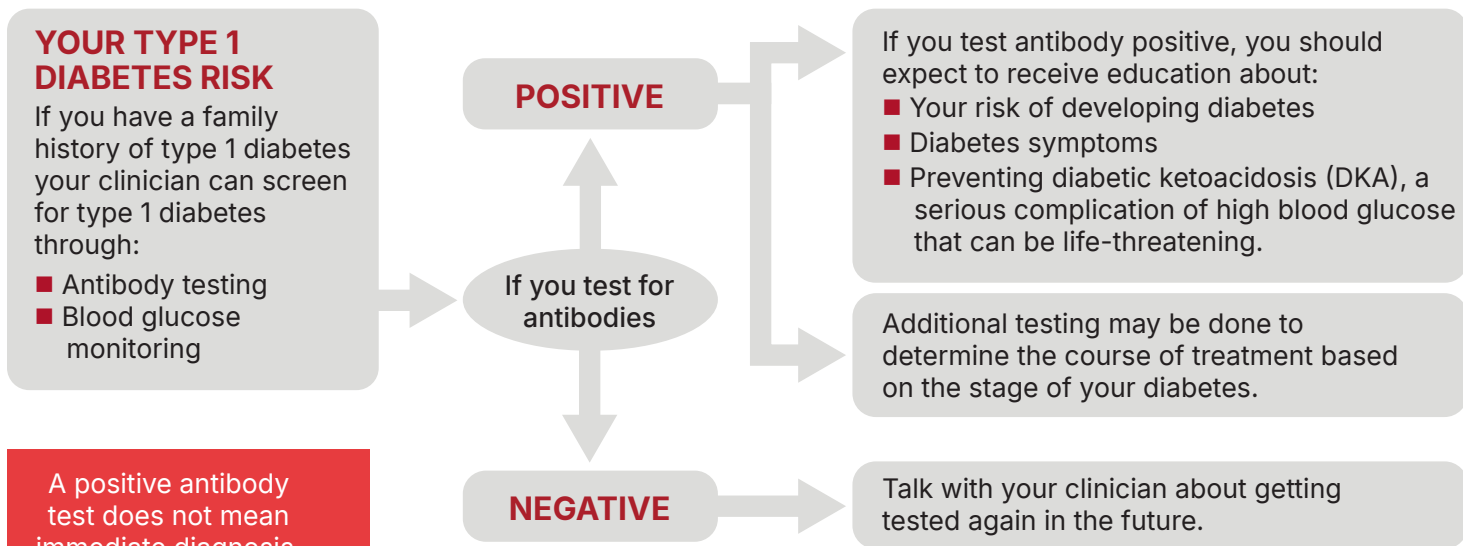 YOUR TYPE 1
DIABETES RISK
If you have a family
history of type 1 diabetes
your clinician can screen
for type 1 diabetes
through:
■ Antibody testing
■ Blood glucose
monitoring
A positive antibody
test does not mean
immediate diagnosis
If you test for
antibodies
POSITIVE
If you test antibody positive, you should
expect to receive education about:
■ Your risk of developing diabetes
■ Diabetes symptoms
■ Preventing diabetic ketoacidosis (DKA), a
serious complication of high blood glucose
that can be life-threatening.
Additional testing may be done to
determine the course of treatment based
on the stage of your diabetes.
NEGATIVE
Talk with your clinician about getting
tested again in the future.